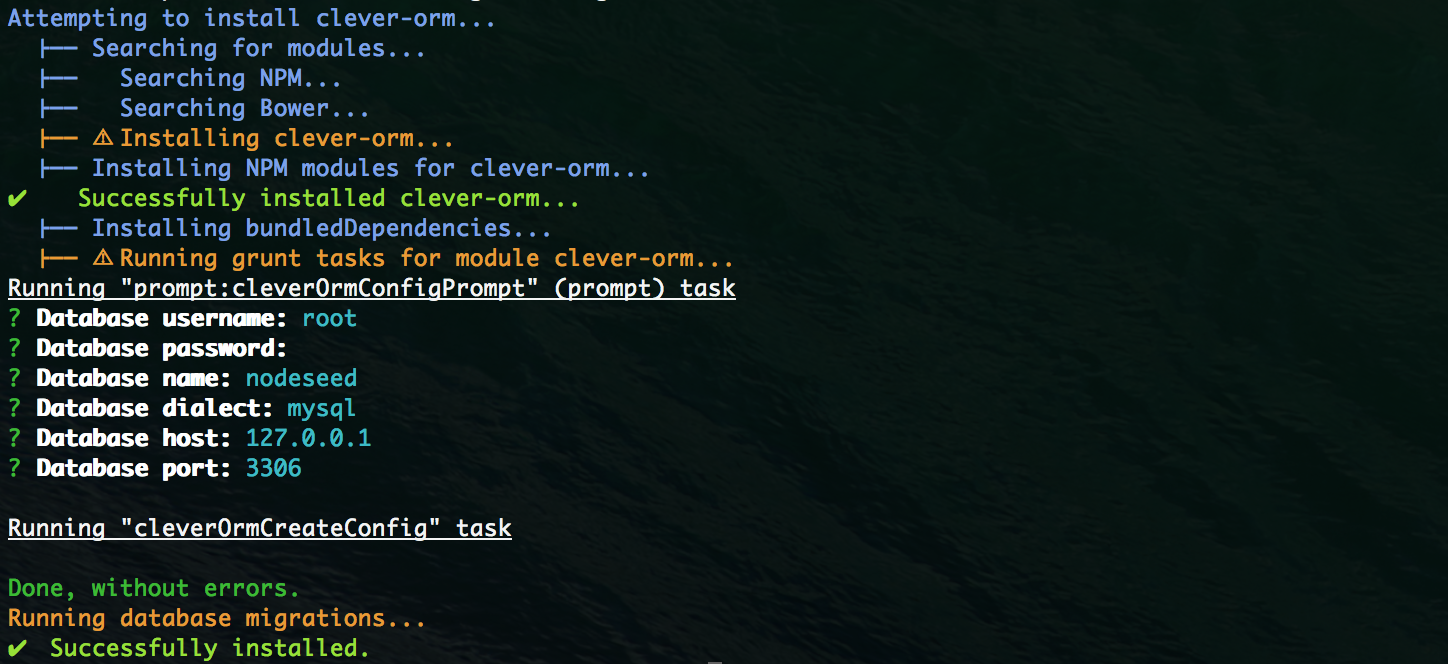 Attempting to install clever-orm...
├── Searching for modules...
├──   Searching NPM...
├──   Searching Bower...
├── ⚠ Installing clever-orm...
├── Installing NPM modules for clever-orm...
✔    Successfully installed clever-orm...
├── Installing bundledDependencies...
├── ⚠ Running grunt tasks for module clever-orm...
Running "prompt:cleverOrmConfigPrompt" (prompt) task
? Database username: root
? Database password:
? Database name: nodeseed
? Database dialect: mysql
? Database host: 127.0.0.1
? Database port: 3306
Running "cleverOrmCreateConfig" task
Done, without errors.
Running database migrations...
✔  Successfully installed.